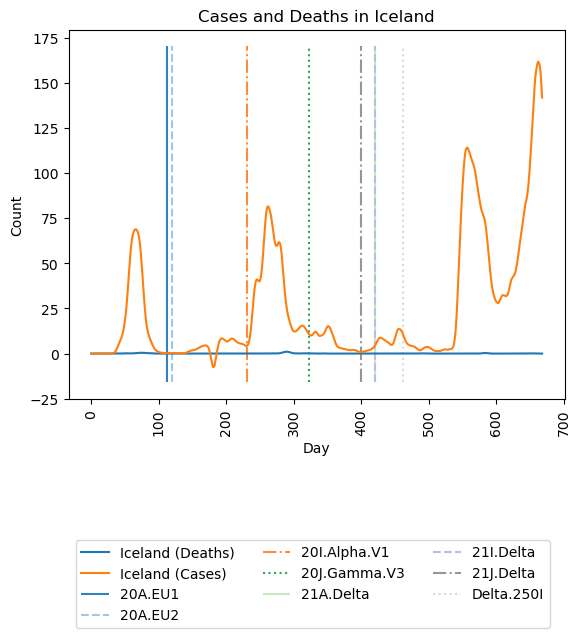 Cases and Deaths in Iceland
175
150
125
100
75
50
25
0
−25
Count
0 100 200 300 400 500 600 700
Day
Iceland (Deaths) 20I.Alpha.V1 21I.Delta
Iceland (Cases) 20J.Gamma.V3 21J.Delta
20A.EU1 21A.Delta Delta.250I
20A.EU2